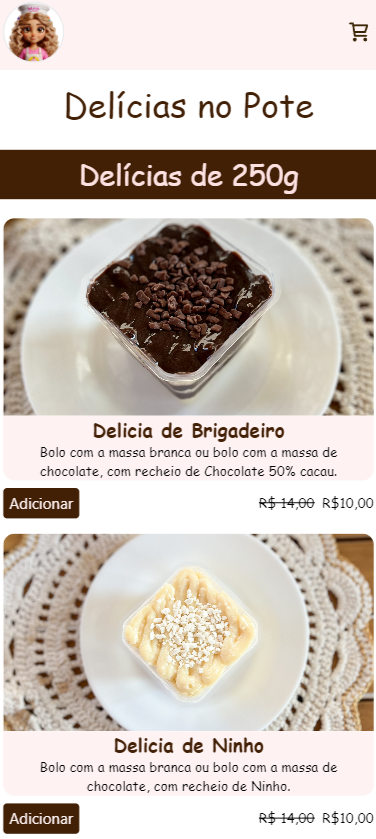 Delícias no Pote
Delícias de 250g
Delicia de Brigadeiro
Bolo com a massa branca ou bolo com a massa de
chocolate, com recheio de Chocolate 50% cacau.
Adicionar
R$ 14,00 R$10,00
Delicia de Ninho
Bolo com a massa branca ou bolo com a massa de
chocolate, com recheio de Ninho.
Adicionar
R$ 14,00 R$10,00